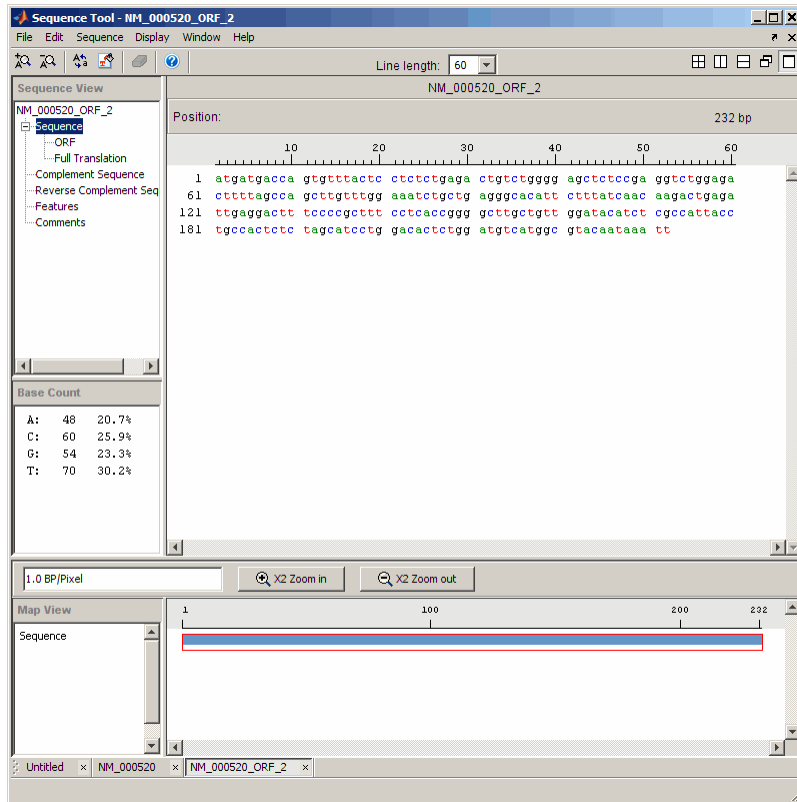 Sequence Tool - NM_000520_ORF_2
File Edit Sequence Display Window Help
Line length: 60
Sequence View
NM_000520_ORF_2
Sequence
ORF
Full Translation
Complement Sequence
Reverse Complement Seq
Features
Comments
NM_000520_ORF_2
Position: 232 bp
10 20 30 40 50 60
1 atgatgacca gtgtttactc ctctctgaga ctgtctgggg agctctccga ggtctggaga
61 cttttagcca gcttgtttgg aaatctgctg agggcacatt ctttatcaac aagactgaga
121 ttgaggactt tccccgcttt cctcaccggg gcttgctgtt ggatacatct cgccattacc
181 tgccactctc tagcatcctg gacactctgg atgtcatggc gtacaataaa tt
Base Count
A: 48 20.7%
C: 60 25.9%
G: 54 23.3%
T: 70 30.2%
1.0 BP/Pixel
X2 Zoom in
X2 Zoom out
Map View
Sequence
1 100 200 232
Untitled × NM_000520 × NM_000520_ORF_2 ×